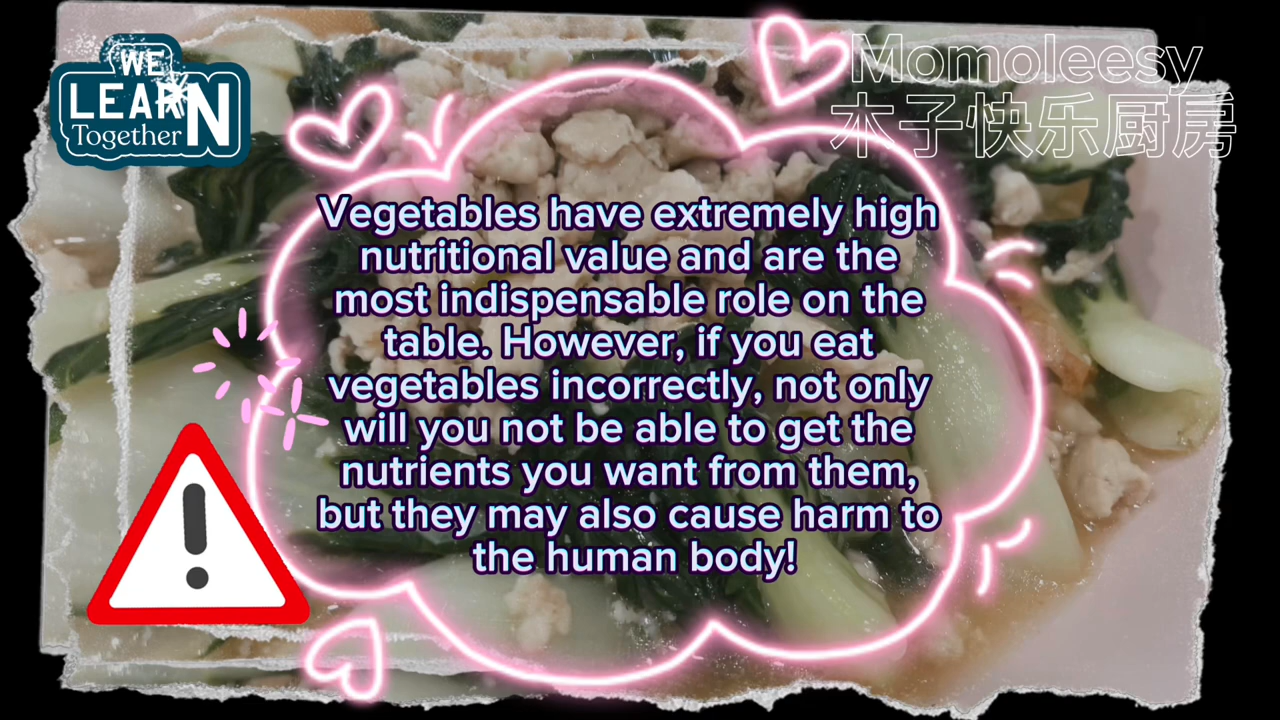 WE
LEARN
Together
Momoleesy
木子快乐厨房
Vegetables have extremely high
nutritional value and are the
most indispensable role on the
table. However, if you eat
vegetables incorrectly, not only
will you not be able to get the
nutrients you want from them,
but they may also cause harm to
the human body!